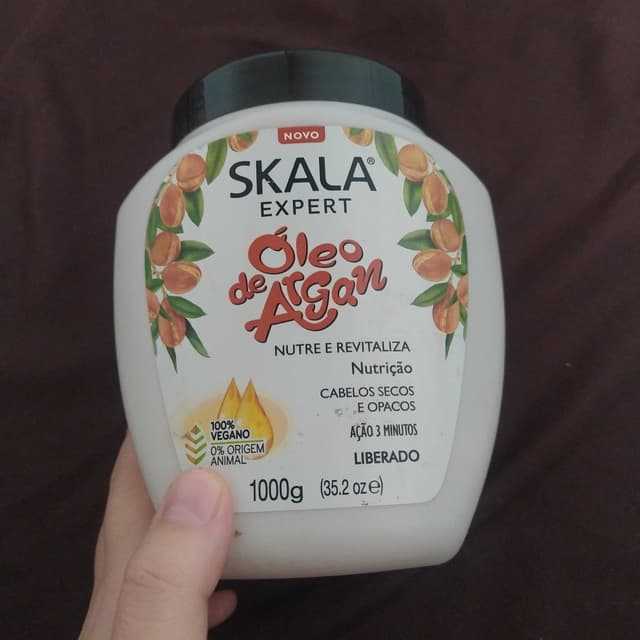 NOVO
SKALA®
EXPERT
Óleo
de Argan
NUTRE E REVITALIZA
Nutrição
CABELOS SECOS
E OPACOS
AÇÃO 3 MINUTOS
LIBERADO
100%
VEGANO
0% ORIGEM
ANIMAL
1000g (35.2 oz e)